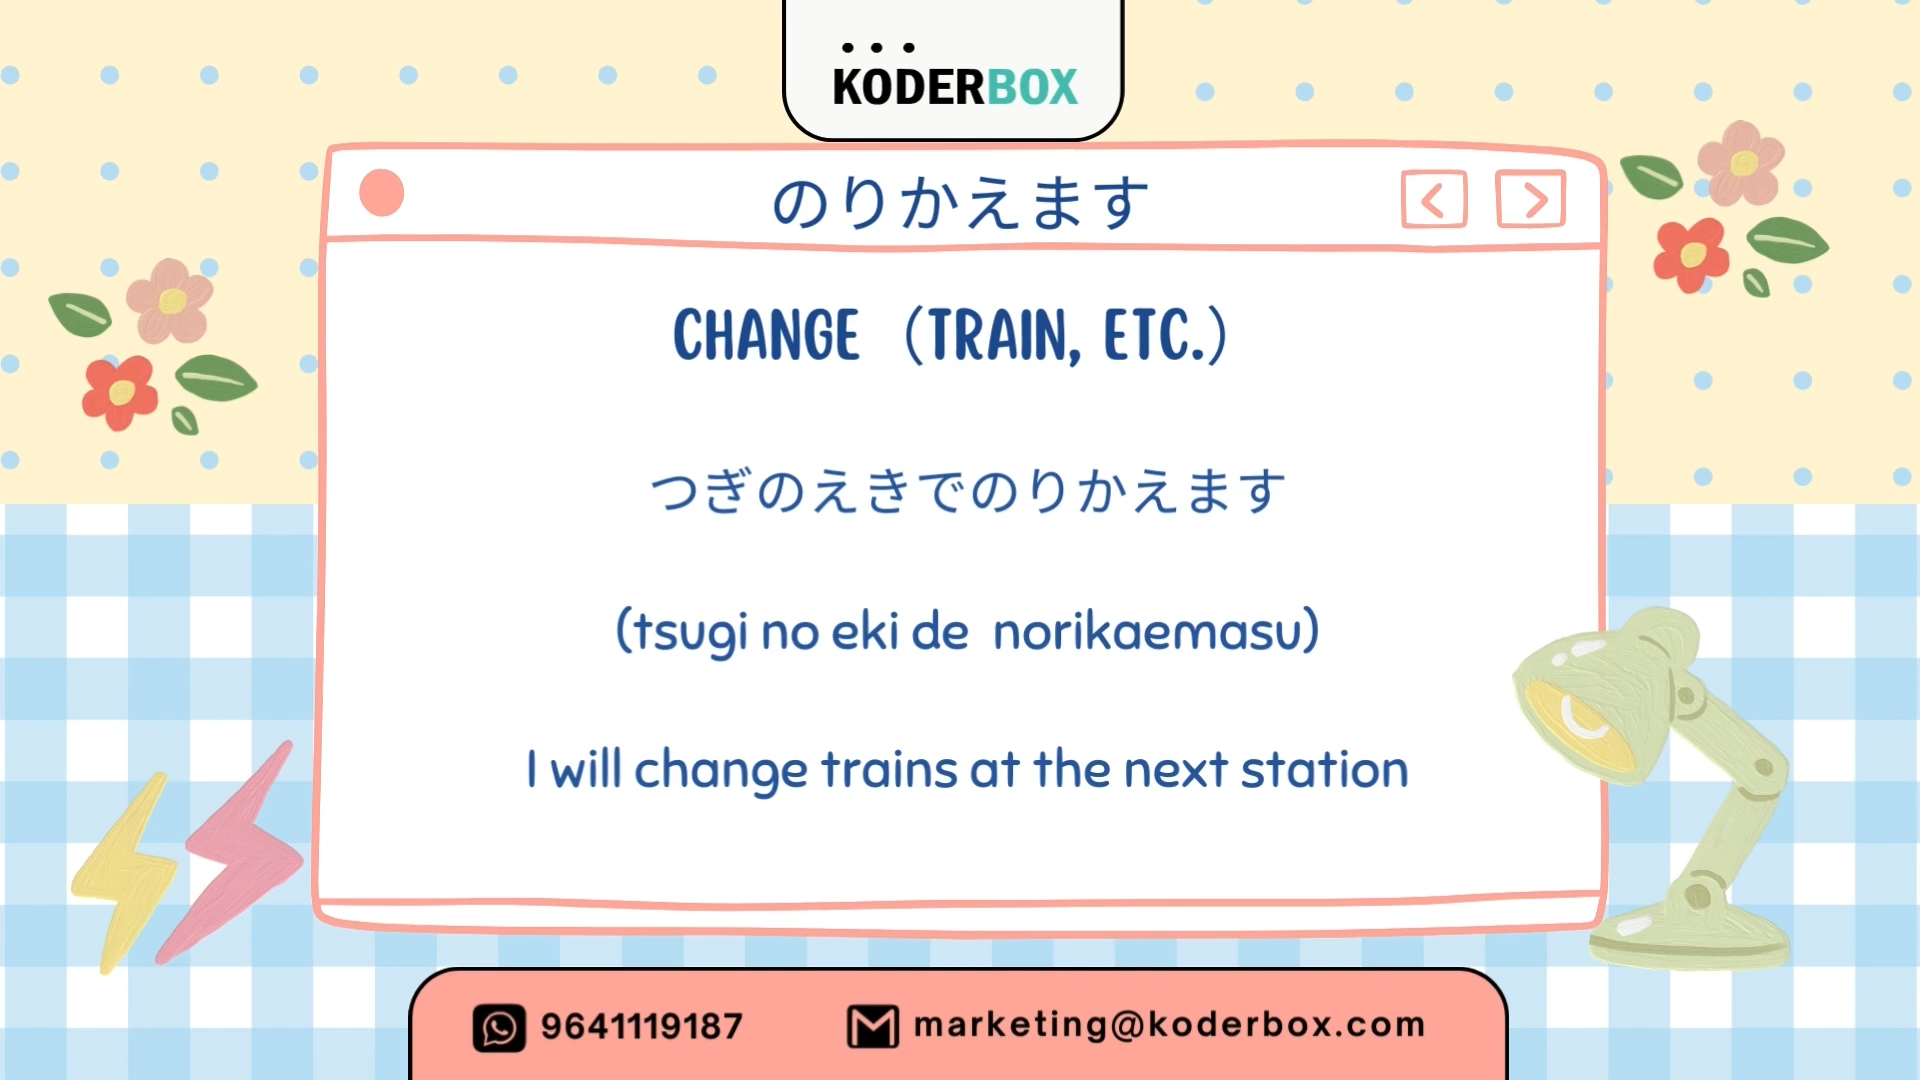 KODERBOX
のりかえます
CHANGE（TRAIN, ETC.）
つぎのえきでのりかえます
(tsugi no eki de norikaemasu)
I will change trains at the next station
9641119187
marketing@koderbox.com